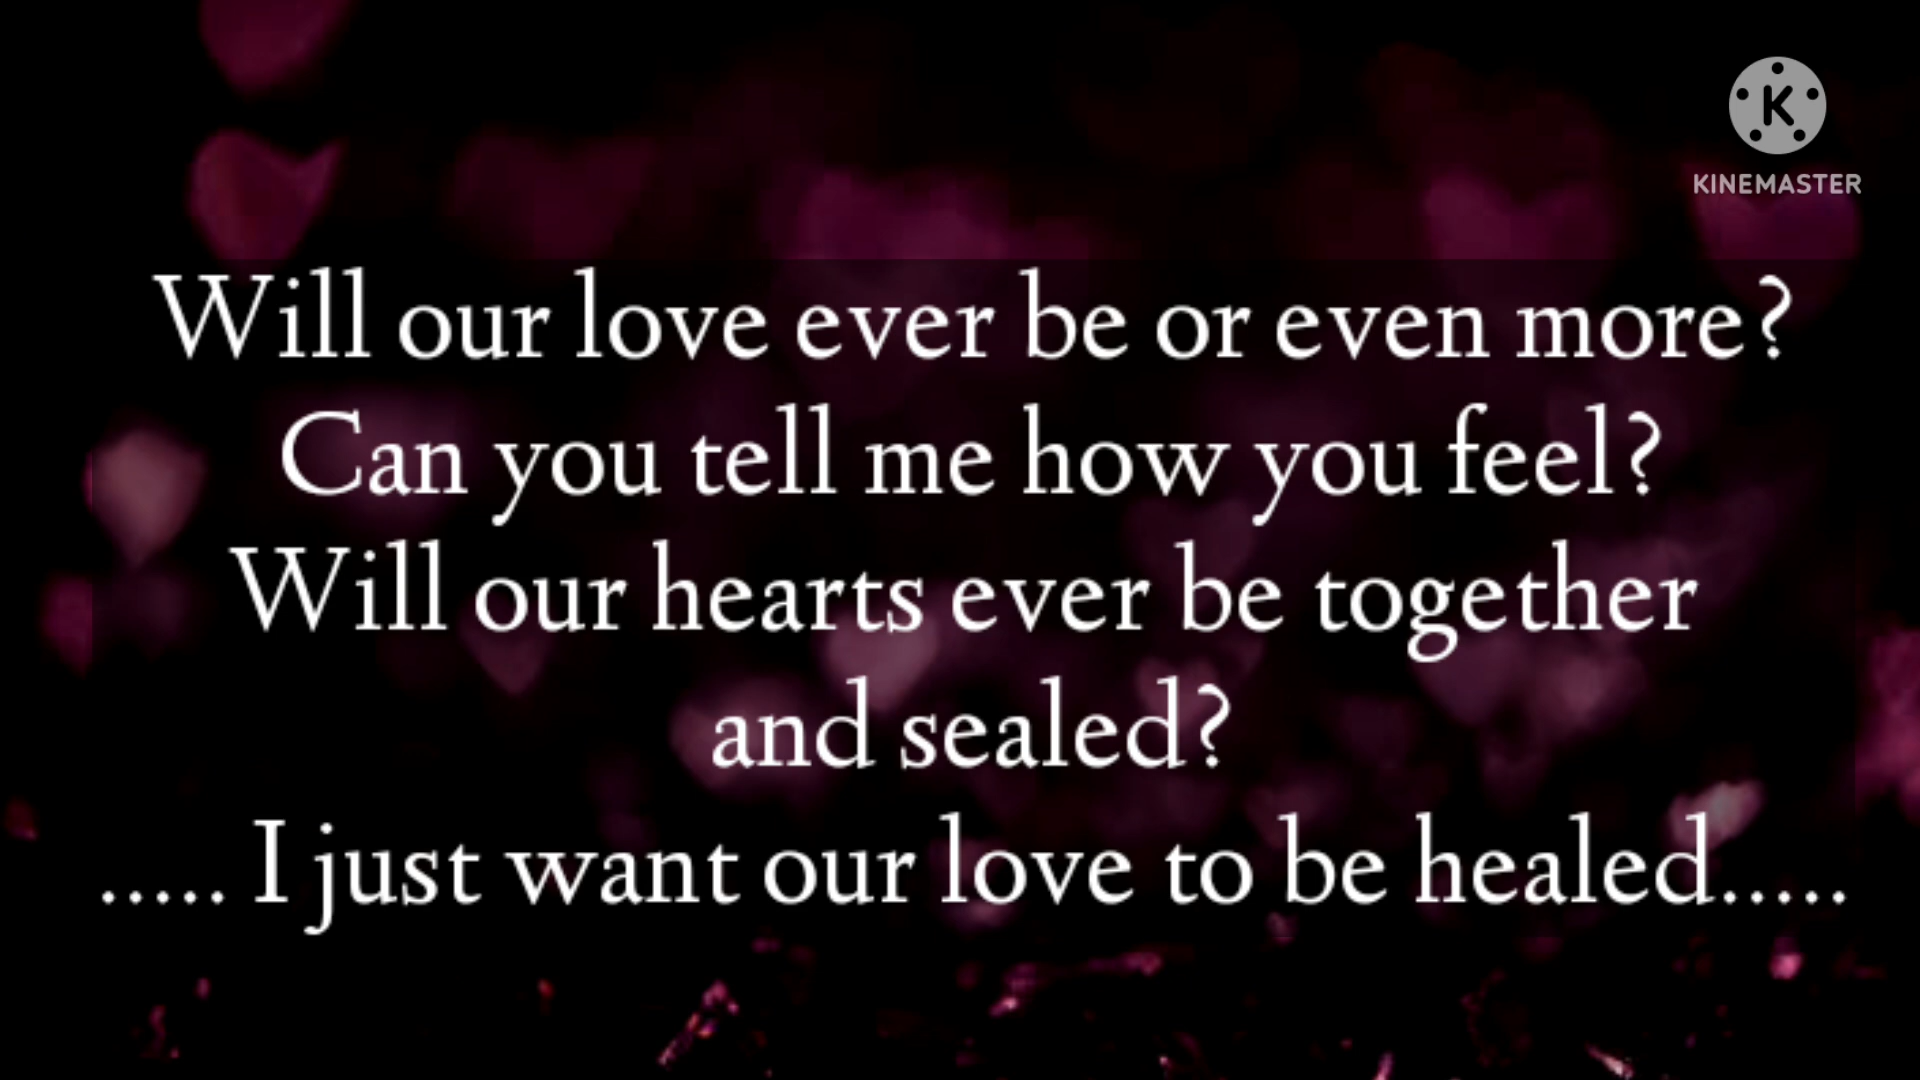 K
KINEMASTER
Will our love ever be or even more?
Can you tell me how you feel?
Will our hearts ever be together
and sealed?
..... I just want our love to be healed.....